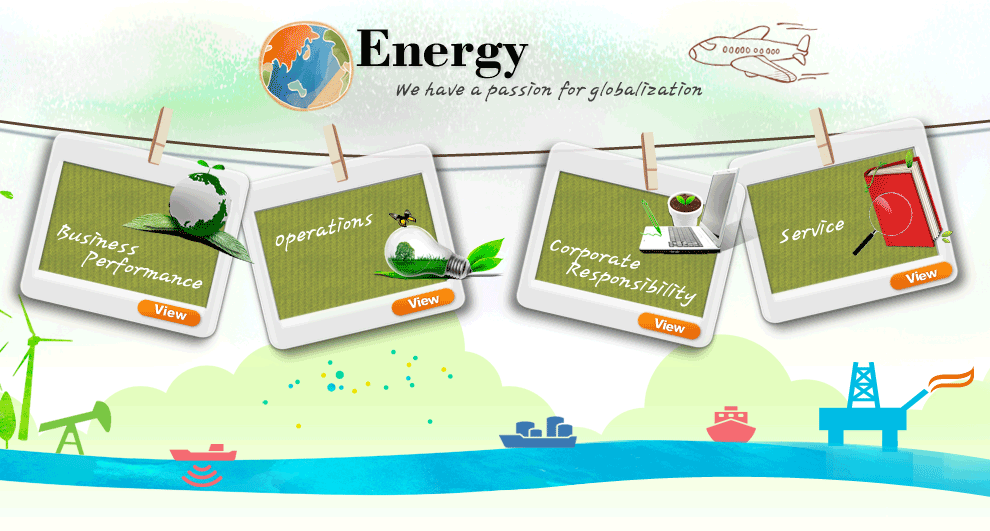 Energy
We have a passion for globalization
Business
Performance
View
Operations
View
Corporate
Responsibility
View
Service
View